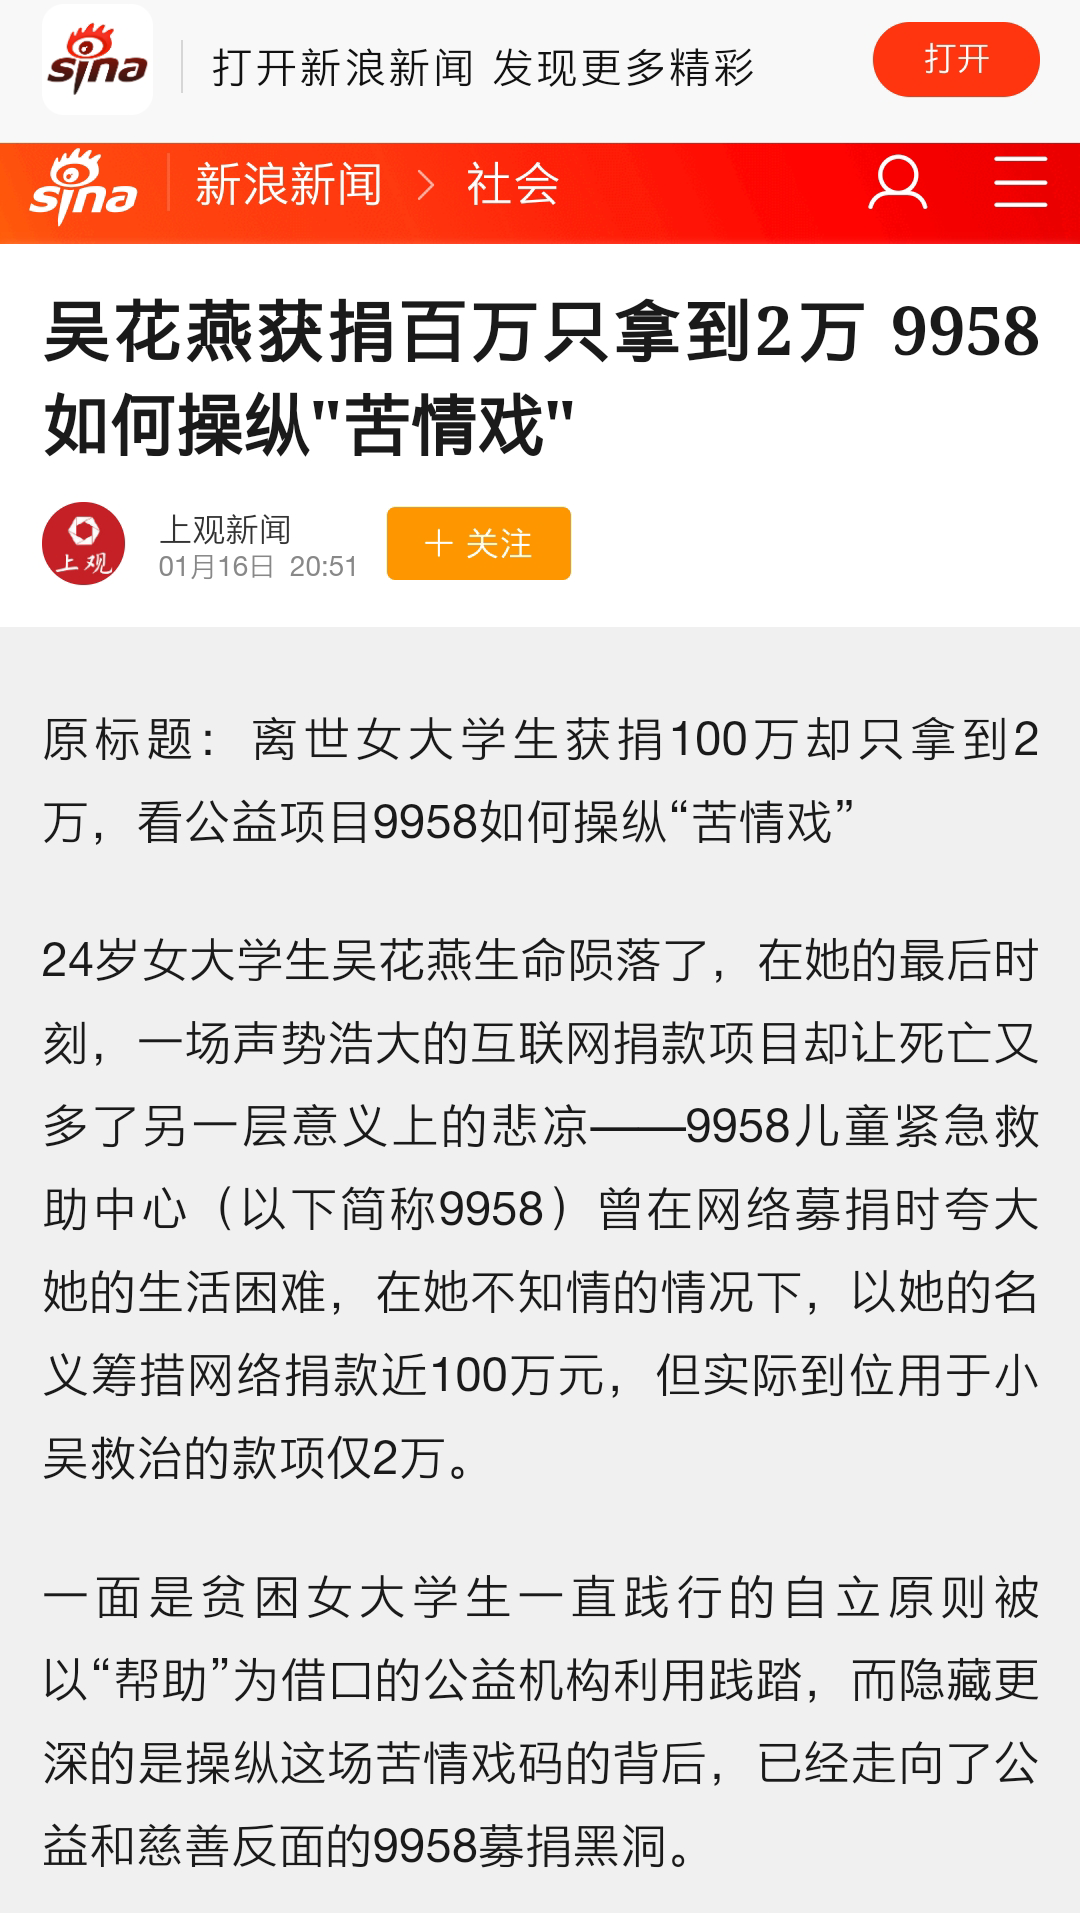 sina
打开新浪新闻 发现更多精彩
打开
sina
新浪新闻 > 社会
吴花燕获捐百万只拿到2万 9958
如何操纵"苦情戏"
上观
上观新闻
01月16日 20:51
+ 关注
原标题：离世女大学生获捐100万却只拿到2
万，看公益项目9958如何操纵“苦情戏”
24岁女大学生吴花燕生命陨落了，在她的最后时
刻，一场声势浩大的互联网捐款项目却让死亡又
多了另一层意义上的悲凉——9958儿童紧急救
助中心（以下简称9958）曾在网络募捐时夸大
她的生活困难，在她不知情的情况下，以她的名
义筹措网络捐款近100万元，但实际到位用于小
吴救治的款项仅2万。
一面是贫困女大学生一直践行的自立原则被
以“帮助”为借口的公益机构利用践踏，而隐藏更
深的是操纵这场苦情戏码的背后，已经走向了公
益和慈善反面的9958募捐黑洞。